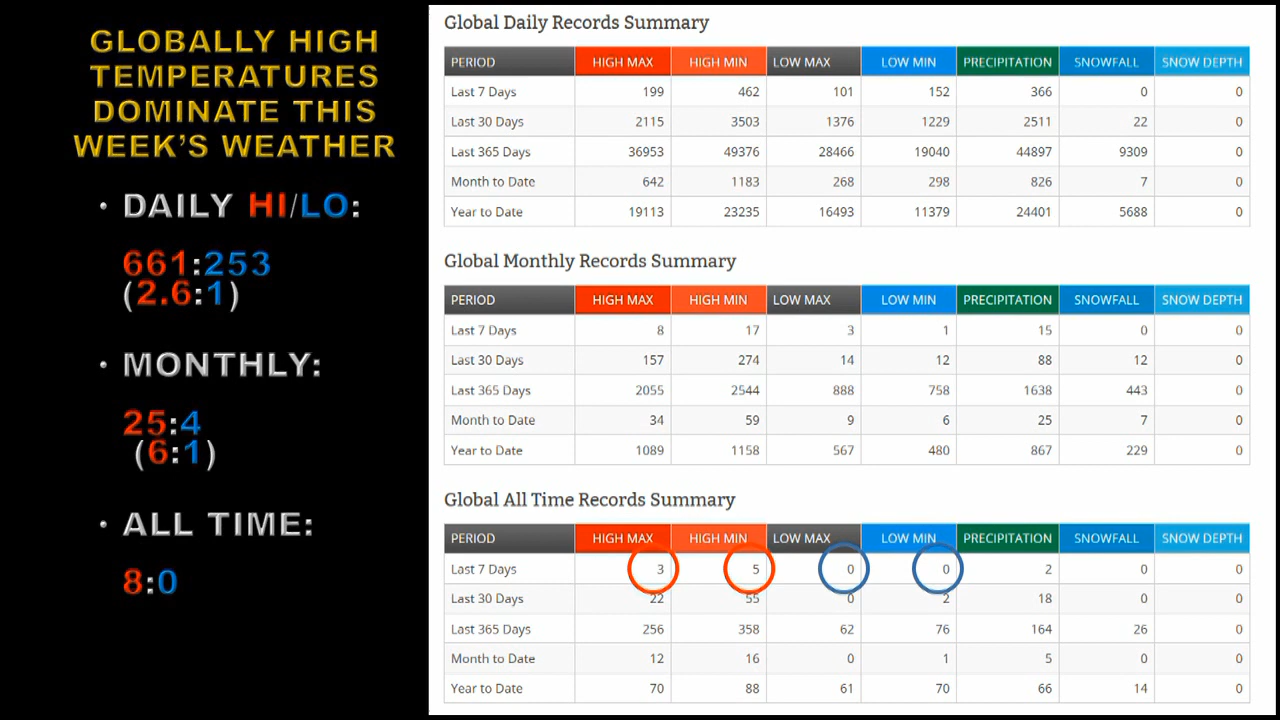 GLOBALLY HIGH
TEMPERATURES
DOMINATE THIS
WEEK'S WEATHER
• DAILY HI/LO:
661:253
(2.6:1)
• MONTHLY:
25:4
(6:1)
• ALL TIME:
8:0
Global Daily Records Summary
PERIOD HIGH MAX HIGH MIN LOW MAX LOW MIN PRECIPITATION SNOWFALL SNOW DEPTH
Last 7 Days 199 462 101 152 366 0 0
Last 30 Days 2115 3503 1376 1229 2511 22 0
Last 365 Days 36953 49376 28466 19040 44897 9309 0
Month to Date 642 1183 268 298 826 7 0
Year to Date 19113 23235 16493 11379 24401 5688 0
Global Monthly Records Summary
PERIOD HIGH MAX HIGH MIN LOW MAX LOW MIN PRECIPITATION SNOWFALL SNOW DEPTH
Last 7 Days 8 17 3 1 15 0 0
Last 30 Days 157 274 14 12 88 12 0
Last 365 Days 2055 2544 888 758 1638 443 0
Month to Date 34 59 9 6 25 7 0
Year to Date 1089 1158 567 480 867 229 0
Global All Time Records Summary
PERIOD HIGH MAX HIGH MIN LOW MAX LOW MIN PRECIPITATION SNOWFALL SNOW DEPTH
Last 7 Days 3 5 0 0 2 0 0
Last 30 Days 22 55 0 2 18 0 0
Last 365 Days 256 358 62 76 164 26 0
Month to Date 12 16 0 1 5 0 0
Year to Date 70 88 61 70 66 14 0